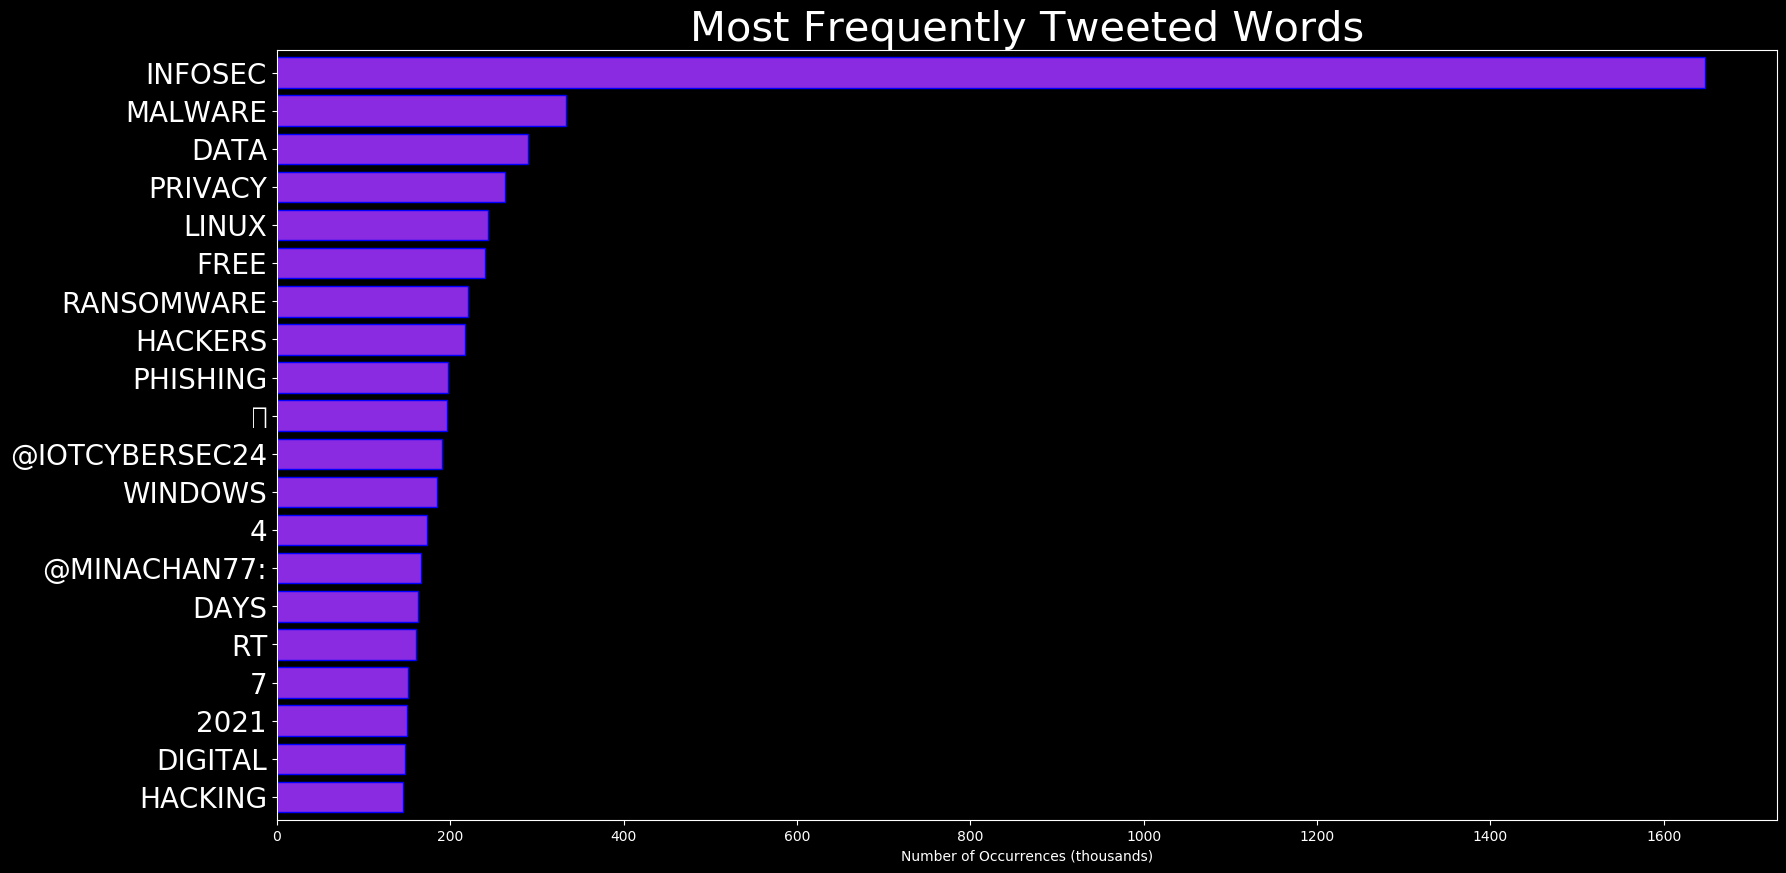 Most Frequently Tweeted Words
INFOSEC
MALWARE
DATA
PRIVACY
LINUX
FREE
RANSOMWARE
HACKERS
PHISHING
@IOTCYBERSEC24
WINDOWS
4
@MINACHAN77:
DAYS
RT
7
2021
DIGITAL
HACKING
0 200 400 600 800 1000 1200 1400 1600
Number of Occurrences (thousands)